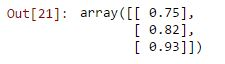 Out[21]: array([[ 0.75],
[ 0.82],
[ 0.93]])